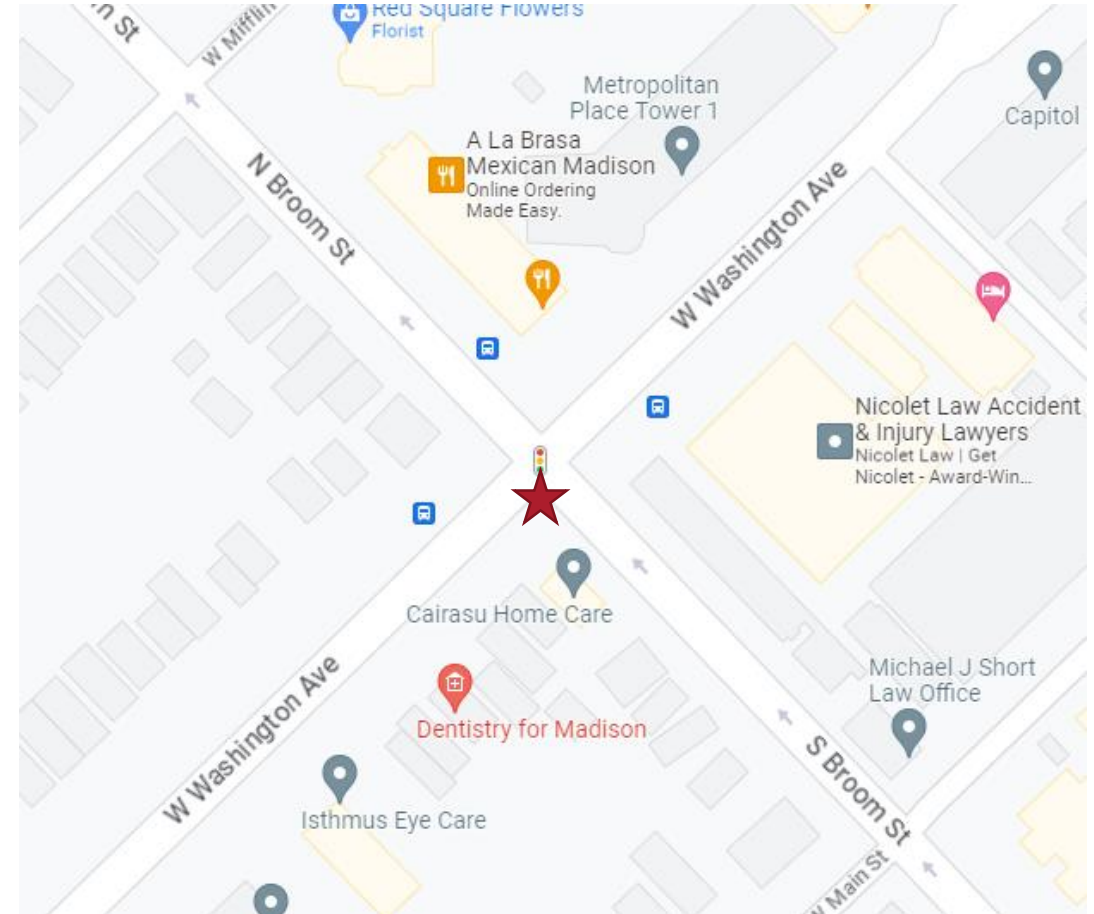 Red Square Flowers
Florist
n St
W Mifflin
Metropolitan
Place Tower 1
Capitol
A La Brasa
Mexican Madison
Online Ordering
Made Easy.
N Broom St
W Washington Ave
Nicolet Law Accident
& Injury Lawyers
Nicolet Law | Get
Nicolet - Award-Win...
Cairasu Home Care
Michael J Short
Law Office
Dentistry for Madison
W Washington Ave
S Broom St
Isthmus Eye Care
W Main St